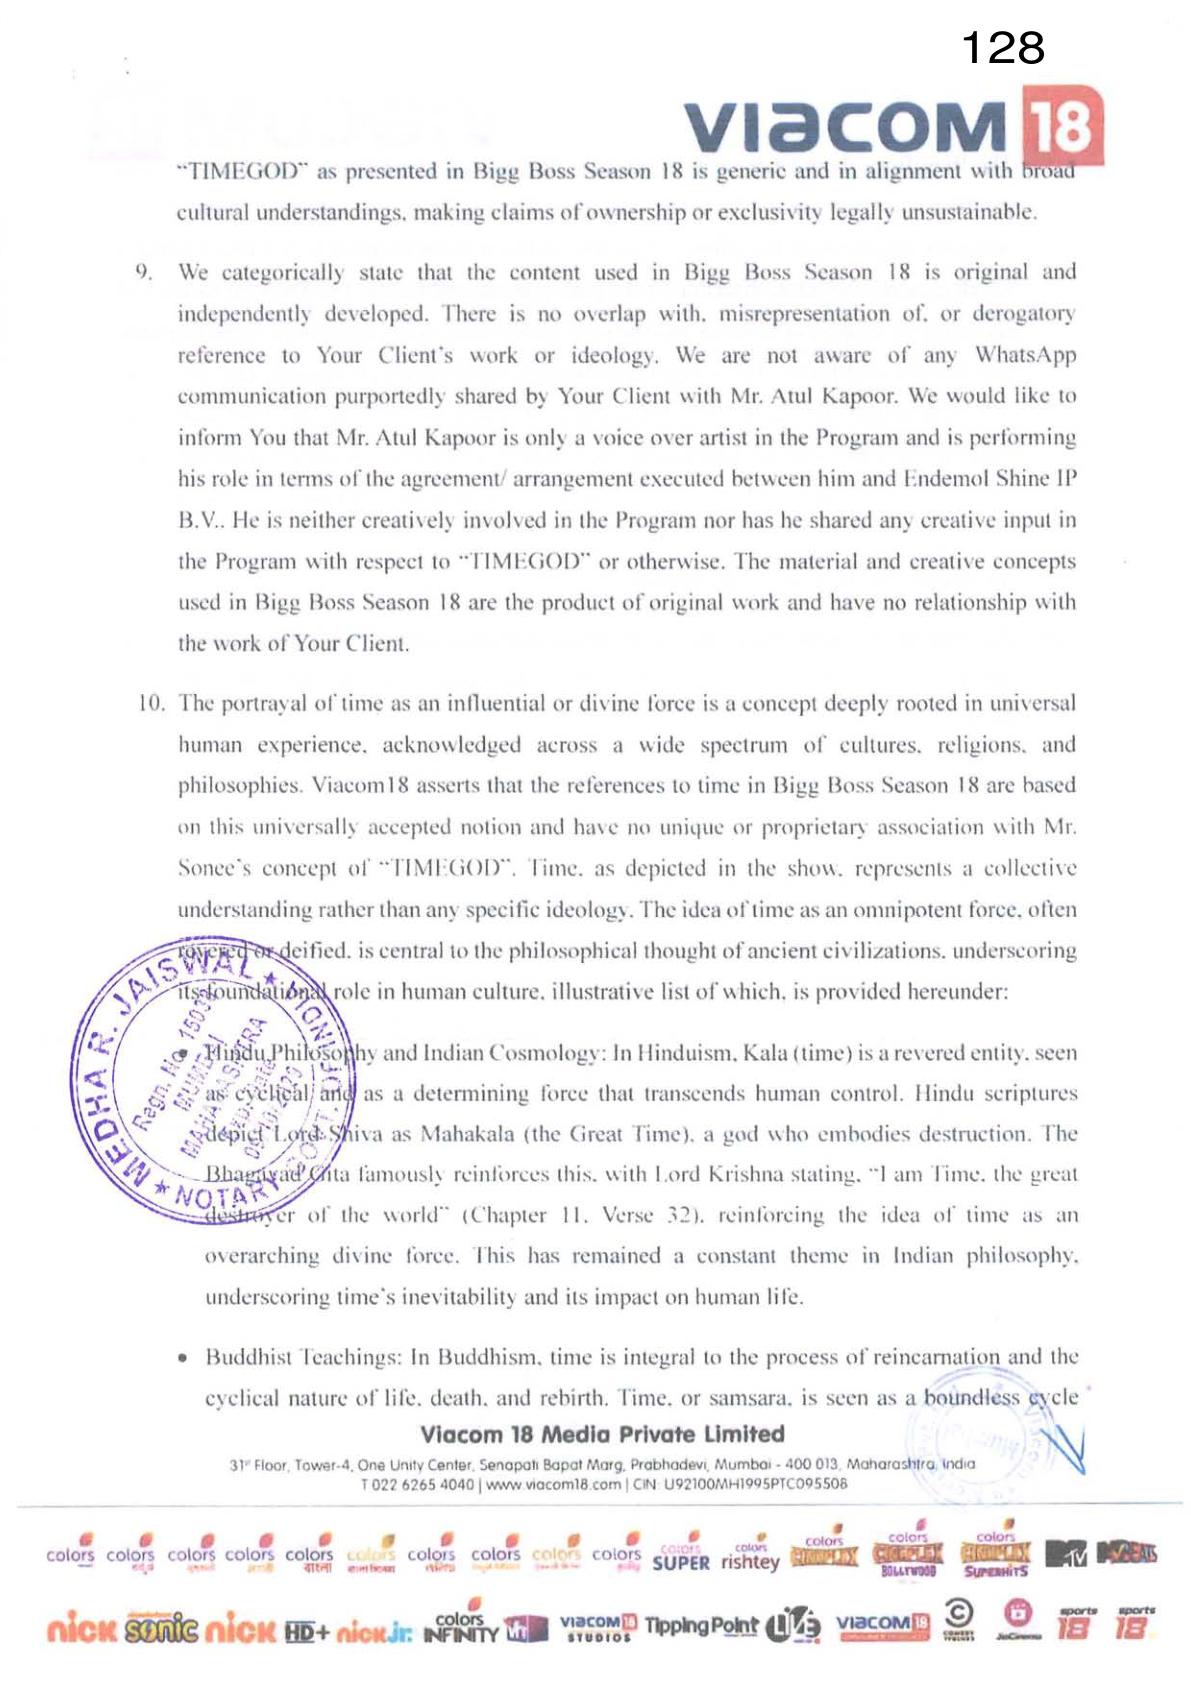 128
VIACOM 18
“TIMEGOD” as presented in Bigg Boss Season 18 is generic and in alignment with broad
cultural understandings, making claims of ownership or exclusivity legally unsustainable.
9. We categorically state that the content used in Bigg Boss Season 18 is original and
independently developed. There is no overlap with, misrepresentation of, or derogatory
reference to Your Client's work or ideology. We are not aware of any WhatsApp
communication purportedly shared by Your Client with Mr. Atul Kapoor. We would like to
inform You that Mr. Atul Kapoor is only a voice over artist in the Program and is performing
his role in terms of the agreement/ arrangement executed between him and Endemol Shine IP
B.V.. He is neither creatively involved in the Program nor has he shared any creative input in
the Program with respect to “TIMEGOD” or otherwise. The material and creative concepts
used in Bigg Boss Season 18 are the product of original work and have no relationship with
the work of Your Client.
10. The portrayal of time as an influential or divine force is a concept deeply rooted in universal
human experience, acknowledged across a wide spectrum of cultures, religions, and
philosophies. Viacom18 asserts that the references to time in Bigg Boss Season 18 are based
on this universally accepted notion and have no unique or proprietary association with Mr.
Sonee's concept of “TIMEGOD”. Time, as depicted in the show, represents a collective
understanding rather than any specific ideology. The idea of time as an omnipotent force, often
revered or deified, is central to the philosophical thought of ancient civilizations, underscoring
its foundational role in human culture, illustrative list of which, is provided hereunder:
• Hindu Philosophy and Indian Cosmology: In Hinduism, Kala (time) is a revered entity, seen
as cyclical and as a determining force that transcends human control. Hindu scriptures
depict Lord Shiva as Mahakala (the Great Time), a god who embodies destruction. The
Bhagavad Gita famously reinforces this, with Lord Krishna stating, “I am Time, the great
destroyer of the world” (Chapter 11, Verse 32), reinforcing the idea of time as an
overarching divine force. This has remained a constant theme in Indian philosophy,
underscoring time's inevitability and its impact on human life.
MEDHA R. JAISWAL
NOTARY
Regn. No.
MUMBAI
MAHARASHTRA
• Buddhist Teachings: In Buddhism, time is integral to the process of reincarnation and the
cyclical nature of life, death, and rebirth. Time, or samsara, is seen as a boundless cycle
Viacom 18 Media Private Limited
31st Floor, Tower-4, One Unity Center, Senapati Bapat Marg, Prabhadevi, Mumbai - 400 013, Maharashtra, India
T 022 6265 4040 | www.viacom18.com | CIN: U92100MH1995PTC095508
colors colors colors colors colors বাংলা colors colors colors colors colors colors SUPER colors rishtey colors CINEPLEX colors CINEPLEX BOLLYWOOD colors CINEPLEX SUPERHITS MTV MTV BEATS
nick SONIC nick HD+ nick jr. colors INFINITY VH1 VIACOM 18 STUDIOS Tipping Point LIVE VIACOM 18 COMEDY CENTRAL JioCinema sports 18 sports 18